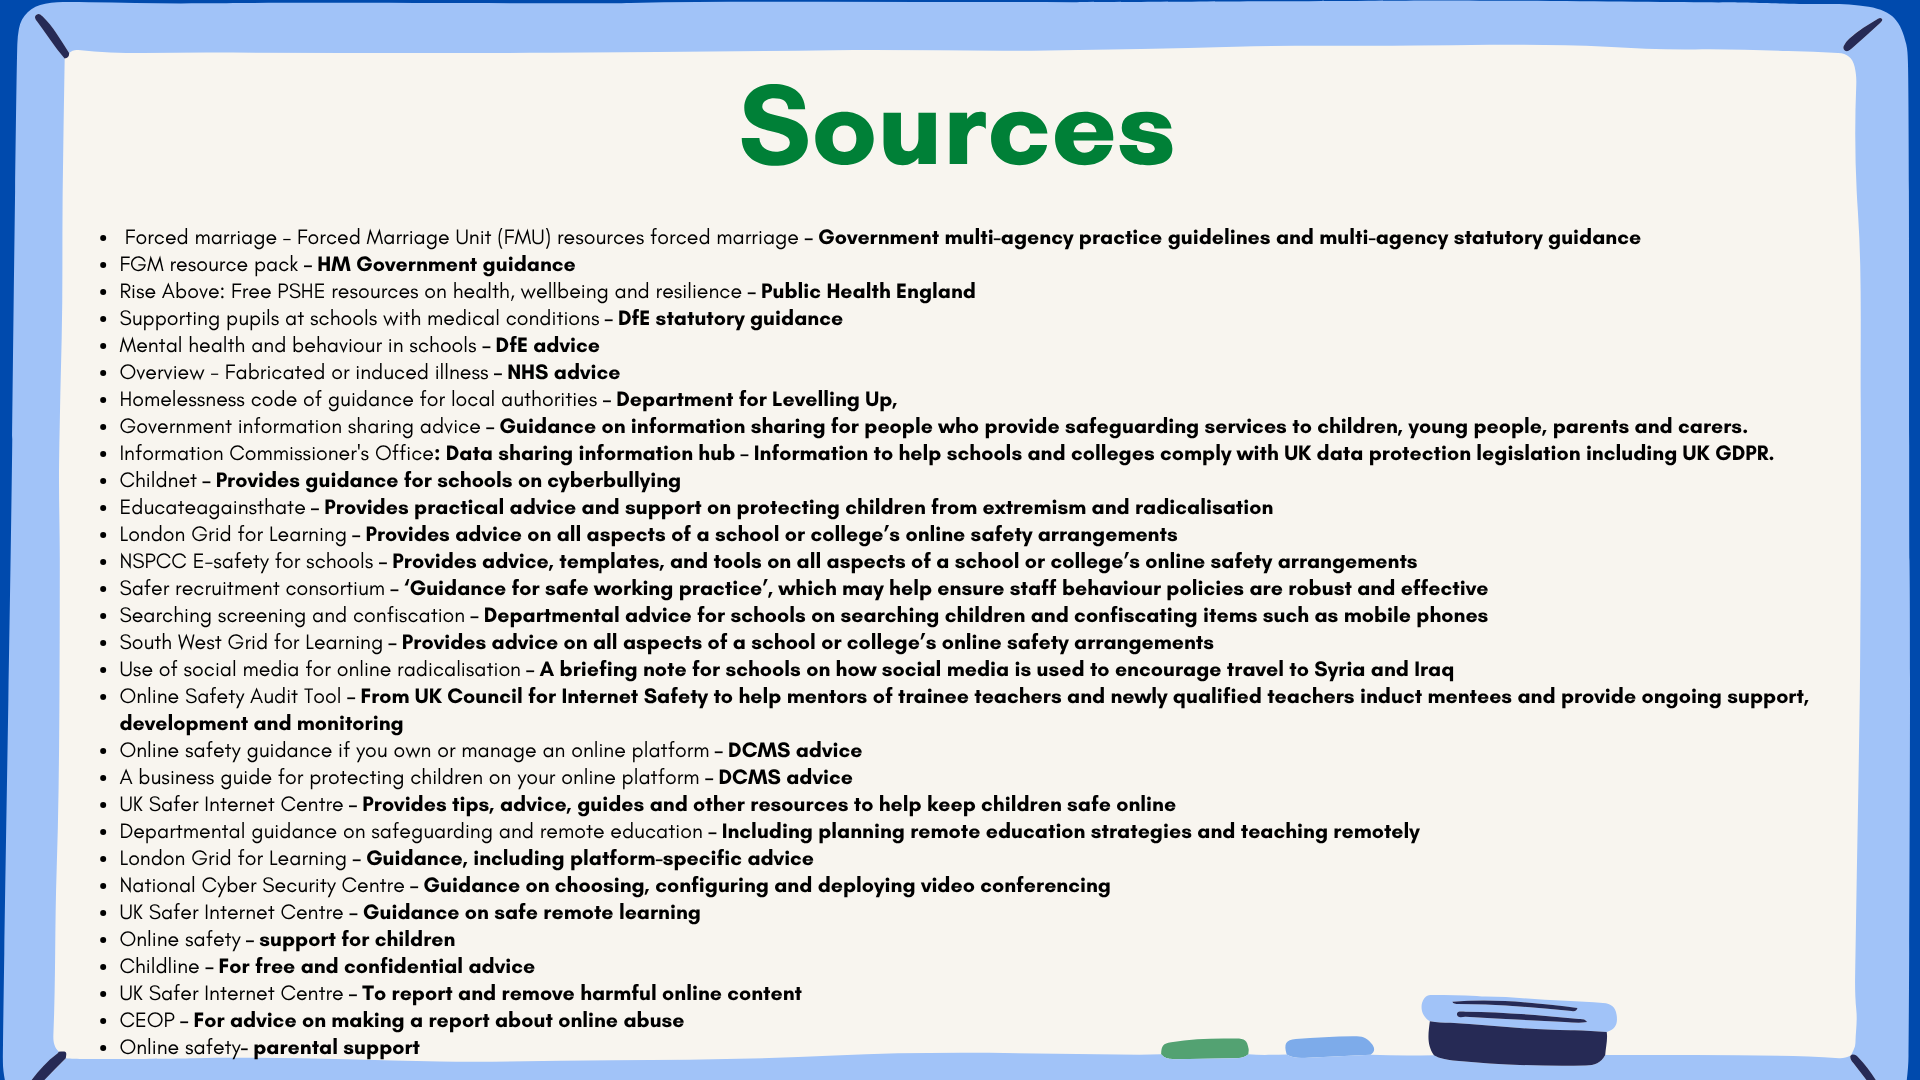 Sources
• Forced marriage – Forced Marriage Unit (FMU) resources forced marriage – Government multi-agency practice guidelines and multi-agency statutory guidance
• FGM resource pack – HM Government guidance
• Rise Above: Free PSHE resources on health, wellbeing and resilience – Public Health England
• Supporting pupils at schools with medical conditions – DfE statutory guidance
• Mental health and behaviour in schools – DfE advice
• Overview - Fabricated or induced illness – NHS advice
• Homelessness code of guidance for local authorities – Department for Levelling Up,
• Government information sharing advice – Guidance on information sharing for people who provide safeguarding services to children, young people, parents and carers.
• Information Commissioner's Office: Data sharing information hub – Information to help schools and colleges comply with UK data protection legislation including UK GDPR.
• Childnet – Provides guidance for schools on cyberbullying
• Educateagainsthate – Provides practical advice and support on protecting children from extremism and radicalisation
• London Grid for Learning – Provides advice on all aspects of a school or college’s online safety arrangements
• NSPCC E-safety for schools – Provides advice, templates, and tools on all aspects of a school or college’s online safety arrangements
• Safer recruitment consortium – ‘Guidance for safe working practice’, which may help ensure staff behaviour policies are robust and effective
• Searching screening and confiscation – Departmental advice for schools on searching children and confiscating items such as mobile phones
• South West Grid for Learning – Provides advice on all aspects of a school or college’s online safety arrangements
• Use of social media for online radicalisation – A briefing note for schools on how social media is used to encourage travel to Syria and Iraq
• Online Safety Audit Tool – From UK Council for Internet Safety to help mentors of trainee teachers and newly qualified teachers induct mentees and provide ongoing support,
development and monitoring
• Online safety guidance if you own or manage an online platform – DCMS advice
• A business guide for protecting children on your online platform – DCMS advice
• UK Safer Internet Centre – Provides tips, advice, guides and other resources to help keep children safe online
• Departmental guidance on safeguarding and remote education – Including planning remote education strategies and teaching remotely
• London Grid for Learning – Guidance, including platform-specific advice
• National Cyber Security Centre – Guidance on choosing, configuring and deploying video conferencing
• UK Safer Internet Centre – Guidance on safe remote learning
• Online safety – support for children
• Childline – For free and confidential advice
• UK Safer Internet Centre – To report and remove harmful online content
• CEOP – For advice on making a report about online abuse
• Online safety- parental support